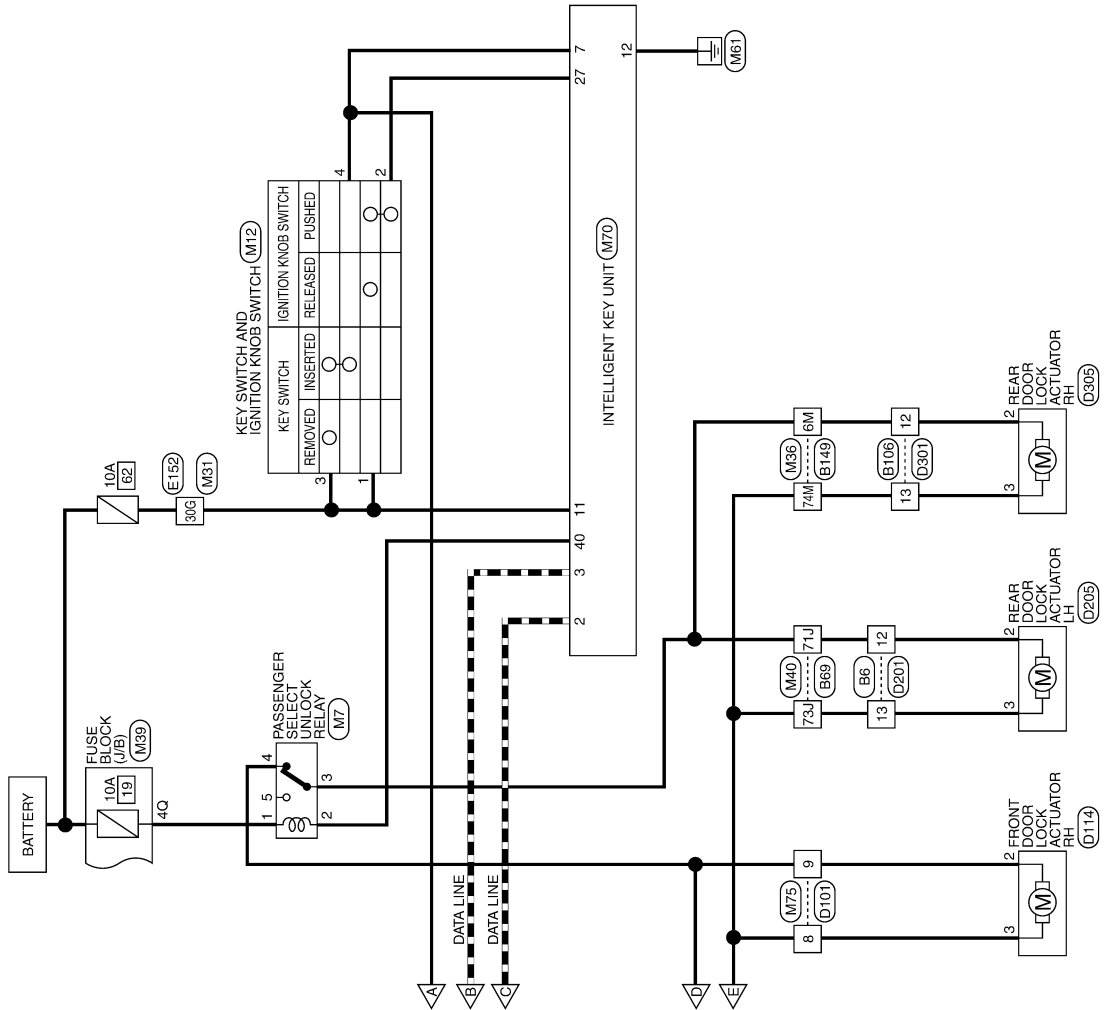 BATTERY
FUSE
BLOCK
(J/B)
M39
10A
19
4Q
10A
62
E152
M31
30G
KEY SWITCH AND
IGNITION KNOB SWITCH
M12
KEY SWITCH
IGNITION KNOB SWITCH
REMOVED
INSERTED
RELEASED
PUSHED
3
1
4
2
PASSENGER
SELECT
UNLOCK
RELAY
M7
1
5
4
2
3
INTELLIGENT KEY UNIT
M70
2
3
40
11
27
7
12
M61
DATA LINE
DATA LINE
A
B
C
D
E
M75
D101
8
9
FRONT
DOOR
LOCK
ACTUATOR
RH
D114
3
2
M
M40
B69
73J
71J
B6
D201
13
12
REAR
DOOR
LOCK
ACTUATOR
LH
D205
3
2
M
M36
B149
74M
6M
B106
D301
13
12
REAR
DOOR
LOCK
ACTUATOR
RH
D305
3
2
M